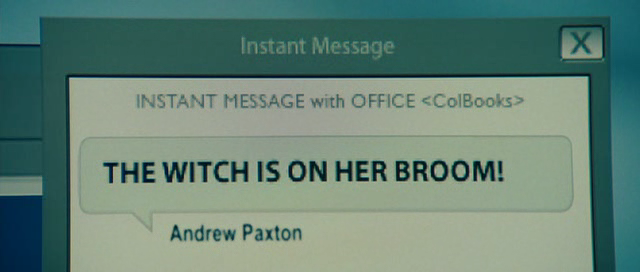 Instant Message X
INSTANT MESSAGE with OFFICE <ColBooks>
THE WITCH IS ON HER BROOM!
Andrew Paxton